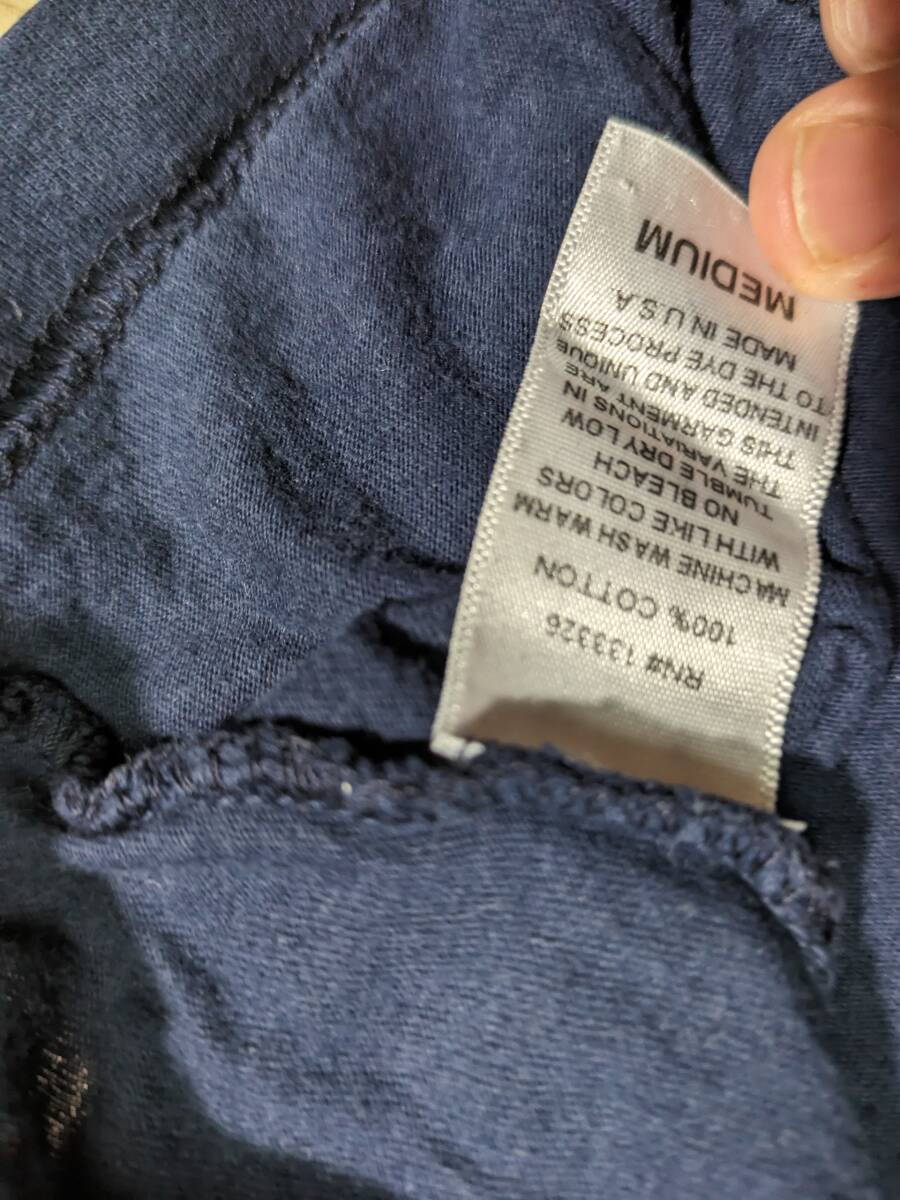 RN# 133326
100% COTTON
MACHINE WASH WARM
WITH LIKE COLORS
NO BLEACH
TUMBLE DRY LOW
THE VARIATIONS IN
THIS GARMENT ARE
INTENDED AND UNIQUE
TO THE DYE PROCESS
MADE IN U.S.A
MEDIUM